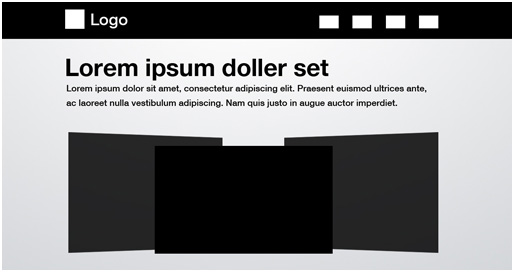 Logo
Lorem ipsum doller set
Lorem ipsum dolor sit amet, consectetur adipiscing elit. Praesent euismod ultrices ante,
ac laoreet nulla vestibulum adipiscing. Nam quis justo in augue auctor imperdiet.